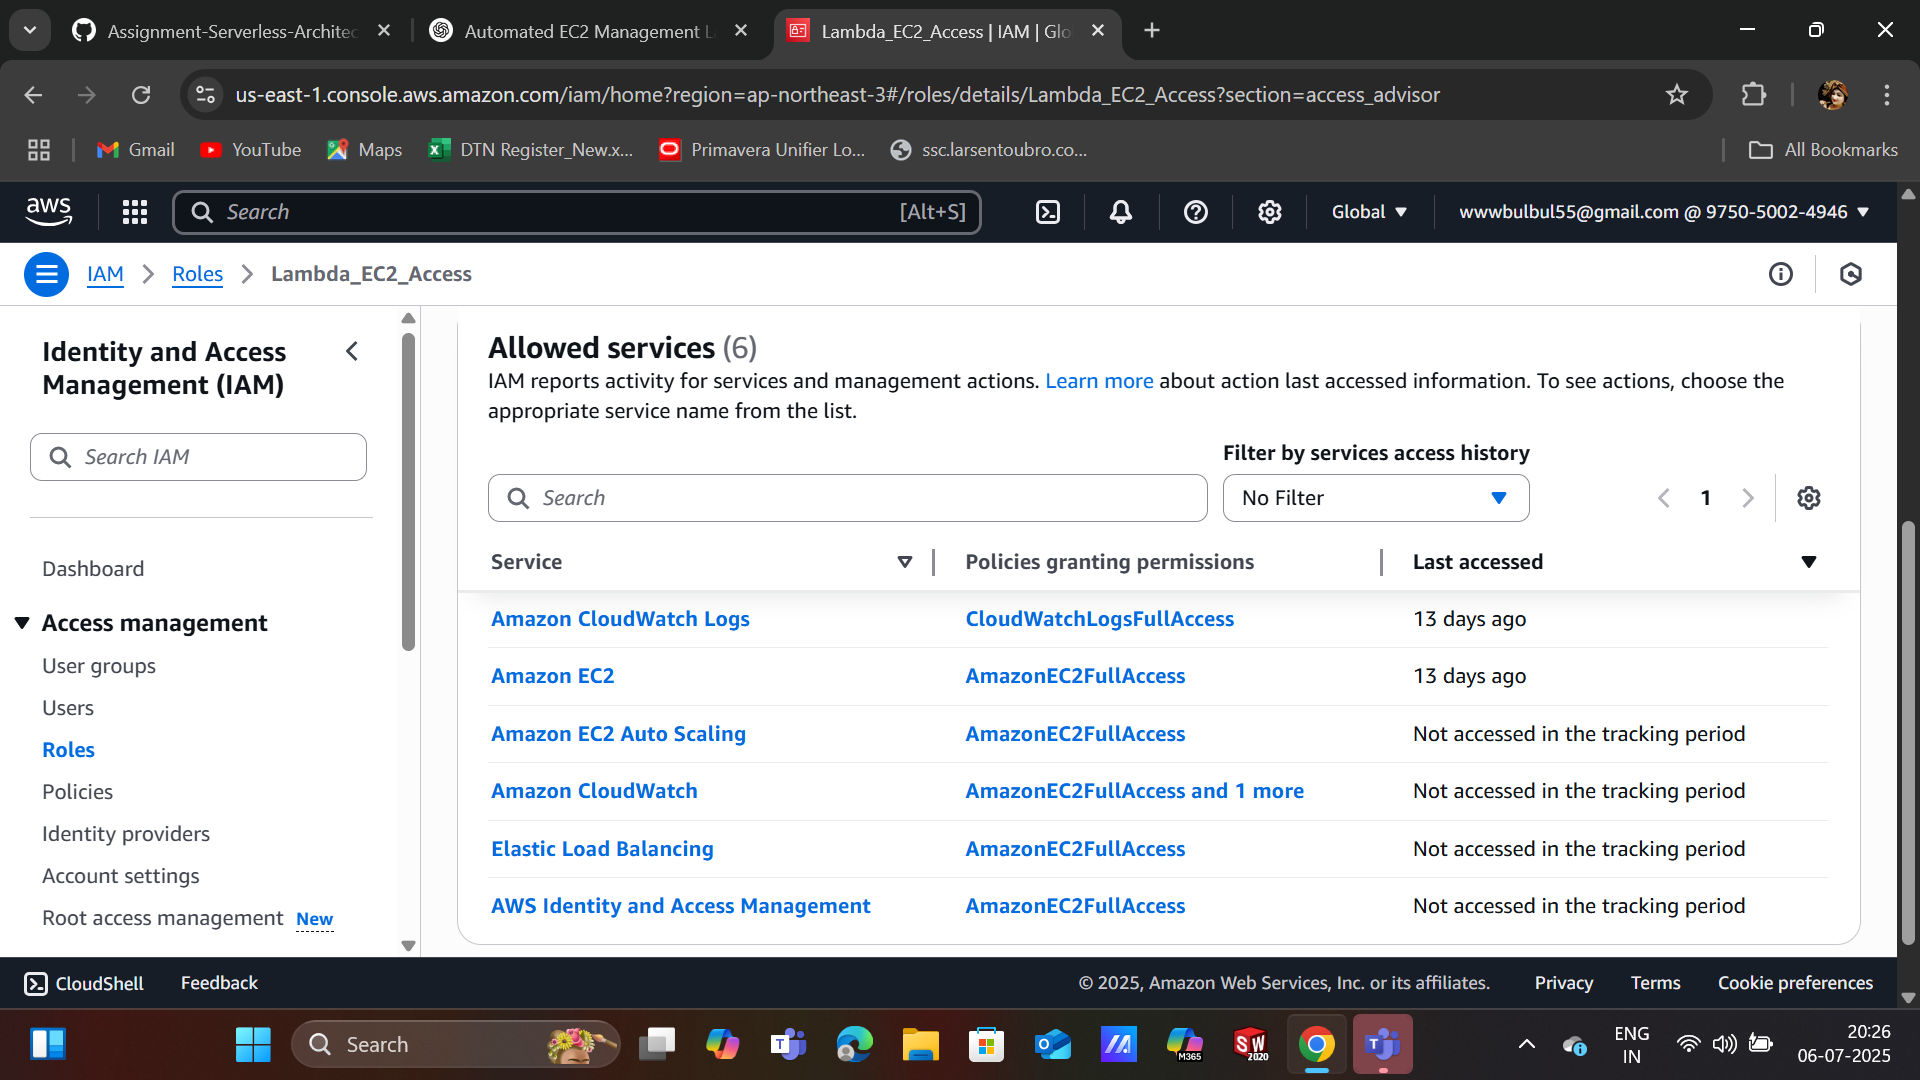 Assignment-Serverless-Architec
Automated EC2 Management L
Lambda_EC2_Access | IAM | Glo
us-east-1.console.aws.amazon.com/iam/home?region=ap-northeast-3#/roles/details/Lambda_EC2_Access?section=access_advisor
Gmail
YouTube
Maps
DTN Register_New.x...
Primavera Unifier Lo...
ssc.larsentoubro.co...
All Bookmarks
aws
Search
[Alt+S]
Global
wwwbulbul55@gmail.com @ 9750-5002-4946
IAM
Roles
Lambda_EC2_Access
Identity and Access
Management (IAM)
Search IAM
Dashboard
Access management
User groups
Users
Roles
Policies
Identity providers
Account settings
Root access management New
Allowed services (6)
IAM reports activity for services and management actions. Learn more about action last accessed information. To see actions, choose the
appropriate service name from the list.
Filter by services access history
Search
No Filter
1
Service
Policies granting permissions
Last accessed
Amazon CloudWatch Logs
CloudWatchLogsFullAccess
13 days ago
Amazon EC2
AmazonEC2FullAccess
13 days ago
Amazon EC2 Auto Scaling
AmazonEC2FullAccess
Not accessed in the tracking period
Amazon CloudWatch
AmazonEC2FullAccess and 1 more
Not accessed in the tracking period
Elastic Load Balancing
AmazonEC2FullAccess
Not accessed in the tracking period
AWS Identity and Access Management
AmazonEC2FullAccess
Not accessed in the tracking period
CloudShell
Feedback
© 2025, Amazon Web Services, Inc. or its affiliates.
Privacy
Terms
Cookie preferences
Search
M365
SW
2020
ENG
IN
20:26
06-07-2025